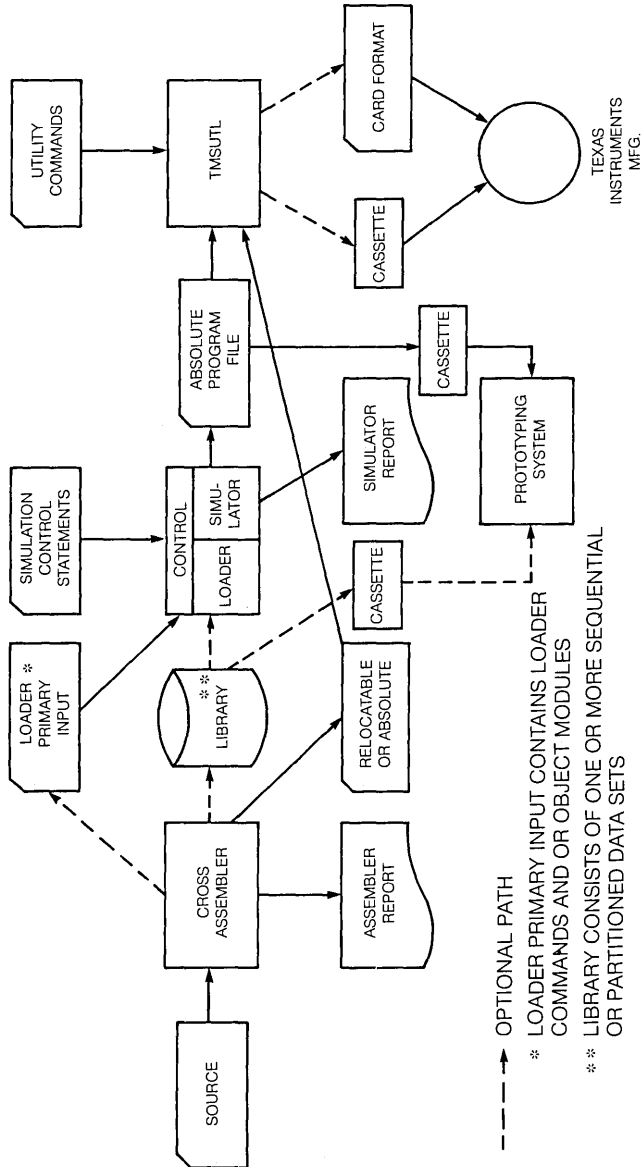 SOURCE
CROSS
ASSEMBLER
ASSEMBLER
REPORT
LOADER *
PRIMARY
INPUT
* *
LIBRARY
RELOCATABLE
OR ABSOLUTE
SIMULATION
CONTROL
STATEMENTS
CONTROL
LOADER
SIMU-
LATOR
CASSETTE
SIMULATOR
REPORT
ABSOLUTE
PROGRAM
FILE
CASSETTE
PROTOTYPING
SYSTEM
UTILITY
COMMANDS
TMSUTL
CASSETTE
CARD FORMAT
TEXAS
INSTRUMENTS
MFG.
OPTIONAL PATH
* LOADER PRIMARY INPUT CONTAINS LOADER
COMMANDS AND OR OBJECT MODULES
* * LIBRARY CONSISTS OF ONE OR MORE SEQUENTIAL
OR PARTITIONED DATA SETS